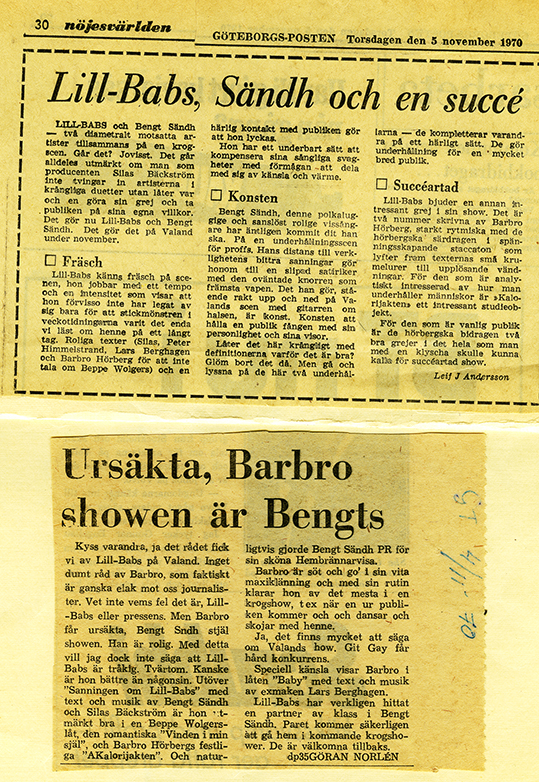 30 nöjesvärlden
GÖTEBORGS-POSTEN Torsdagen den 5 november 1970
Lill-Babs, Sändh och en succé
LILL-BABS och Bengt Sändh
— två diametralt motsatta ar-
tister tillsammans på en krog-
scen. Går det? Jovisst. Det går
alldeles utmärkt om man som
producenten Silas Bäckström
inte tvingar in artisterna i
krångliga duetter utan låter var
och en göra sin grej och ta
publiken på sina egna villkor.
Det gör nu Lill-Babs och Bengt
Sändh. Det gör det på Valand
under november.
☐ Fräsch
Lill-Babs känns fräsch på sce-
nen, hon jobbar med ett tempo
och en intensitet som visar att
hon förvisso inte har legat av
sig bara för att stickmönstren i
veckotidningarna varit det enda
vi läst om henne på ett långt
tag. Roliga texter (Silas, Peter
Himmelstrand, Lars Berghagen
och Barbro Hörberg för att inte
tala om Beppe Wolgers) och en
härlig kontakt med publiken gör
att hon lyckas.
Hon har ett underbart sätt att
kompensera sina sångliga svag-
heter med förmågan att dela
med sig av känsla och värme.
☐ Konsten
Bengt Sändh, denne polkalug-
gige och sanslöst rolige vissång-
are har äntligen kommit dit han
ska. På en underhållningsscen
för proffs. Hans distans till verk-
lighetens bittra sanningar gör
honom till en slipad satiriker
med den oväntade knorren som
främsta vapen. Det han gör, stå-
ende rakt upp och ned på Va-
lands scen med gitarren om
halsen, är konst. Konsten att
hålla en publik fången med sin
personlighet och sina visor.
Låter det här krångligt med
definitionerna varför det är bra?
Glöm bort det då. Men gå och
lyssna på de här två underhål-
larna — de kompletterar varand-
ra på ett härligt sätt. De gör
underhållning för en mycket
bred publik.
☐ Succéartad
Lill-Babs bjuder en annan in-
tressant grej i sin show. Det är
två nummer skrivna av Barbro
Hörberg, starkt rytmiska med de
hörbergska särdragen i spän-
ningsskapande staccaton som
lyfter fram texternas små kru-
melurer till upplösande vänd-
ningar. För den som är analy-
tiskt intresserad av hur man
underhåller människor är »Kalo-
rijakten» ett intressant studieob-
jekt.
För den som är vanlig publik
är de hörbergska bidragen två
bra grejer i det hela som man
med en klyscha skulle kunna
kalla för succéartad show.
Leif J Andersson
Ursäkta, Barbro
showen är Bengts
Kyss varandra, ja det rådet fick
vi av Lill-Babs på Valand. Inget
dumt råd av Barbro, som faktiskt
är ganska elak mot oss journalis-
ter. Vet inte vems fel det är, Lill-
-Babs eller pressens. Men Barbro
får ursäkta, Bengt Sndh stjäl
showen. Han är rolig. Med detta
vill jag dock inte säga att Lill-
Babs är tråkig. Tvärtom. Kanske
är hon bättre än någonsin. Utöver
"Sanningen om Lill-Babs" med
text och musik av Bengt Sändh
och Silas Bäckström är hon :t-
märkt bra i en Beppe Wolgers-
låt, den romantiska "Vinden i min
själ", och Barbro Hörbergs festli-
ga "AKalorijakten". Och natur-
ligtvis gjorde Bengt Sändh PR för
sin sköna Hembrännarvisa.
Barbro är söt och go' i sin vita
maxiklänning och med sin rutin
klarar hon av det mesta i en
krogshow, t ex när en ur publi-
ken kommer och och dansar och
skojar med henne.
Ja, det finns mycket att säga
om Valands how. Git Gay får
hård konkurrens.
Speciell känsla visar Barbro i
låten "Baby" med text och musik
av exmaken Lars Berghagen.
Lill-Babs har verkligen hittat
en partner av klass i Bengt
Sändh. Paret kommer säkerligen
att gå hem i kommande krogsho-
wer. De är välkomna tillbaks.
dp35GÖRAN NORLÉN
GT 4/11-70